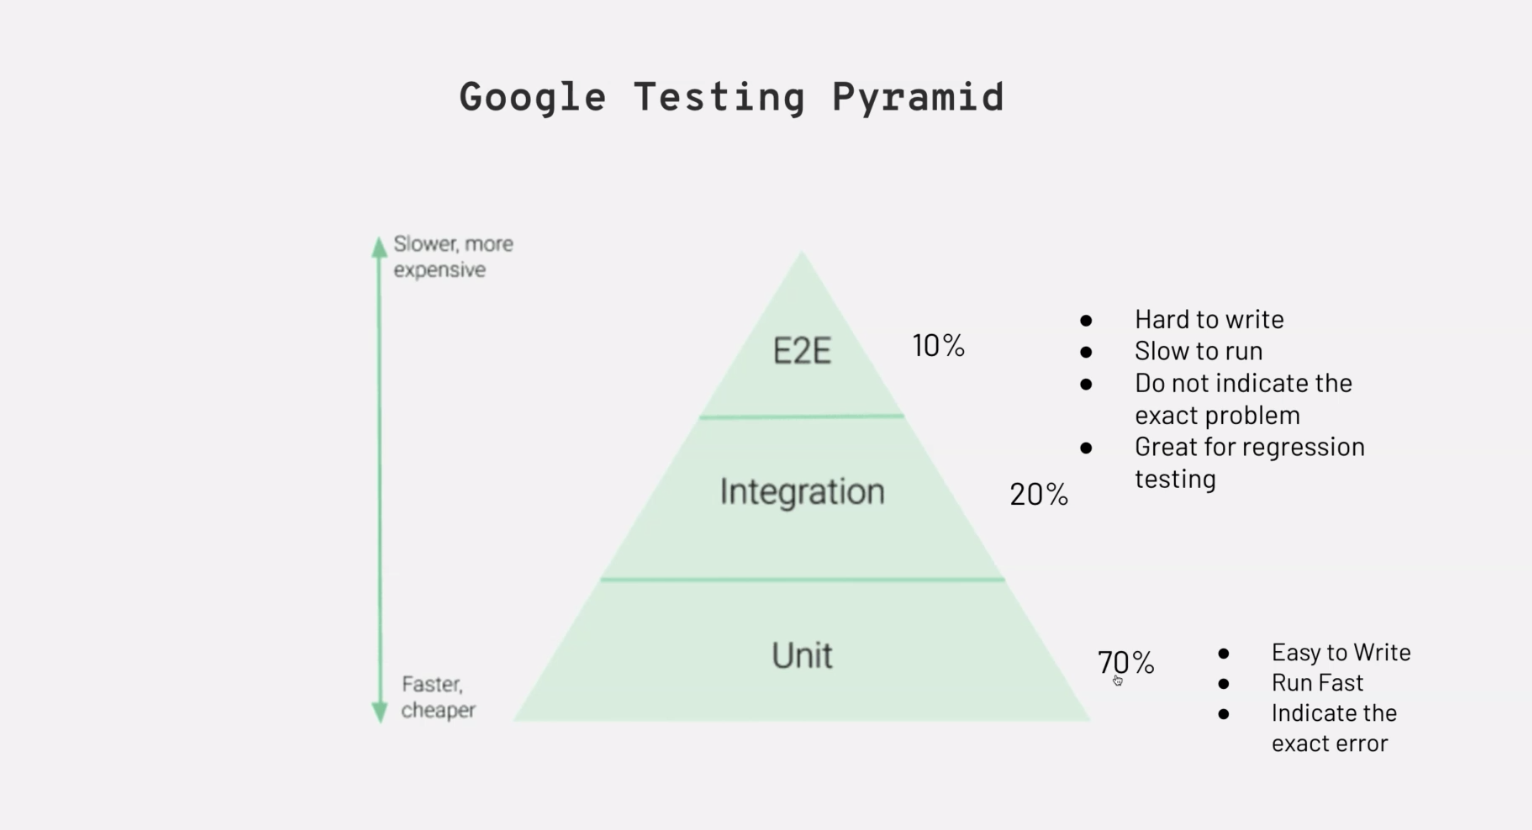 Google Testing Pyramid
Slower, more
expensive
E2E
10%
● Hard to write
● Slow to run
● Do not indicate the
exact problem
● Great for regression
testing
Integration
20%
Unit
70%
● Easy to Write
● Run Fast
● Indicate the
exact error
Faster,
cheaper